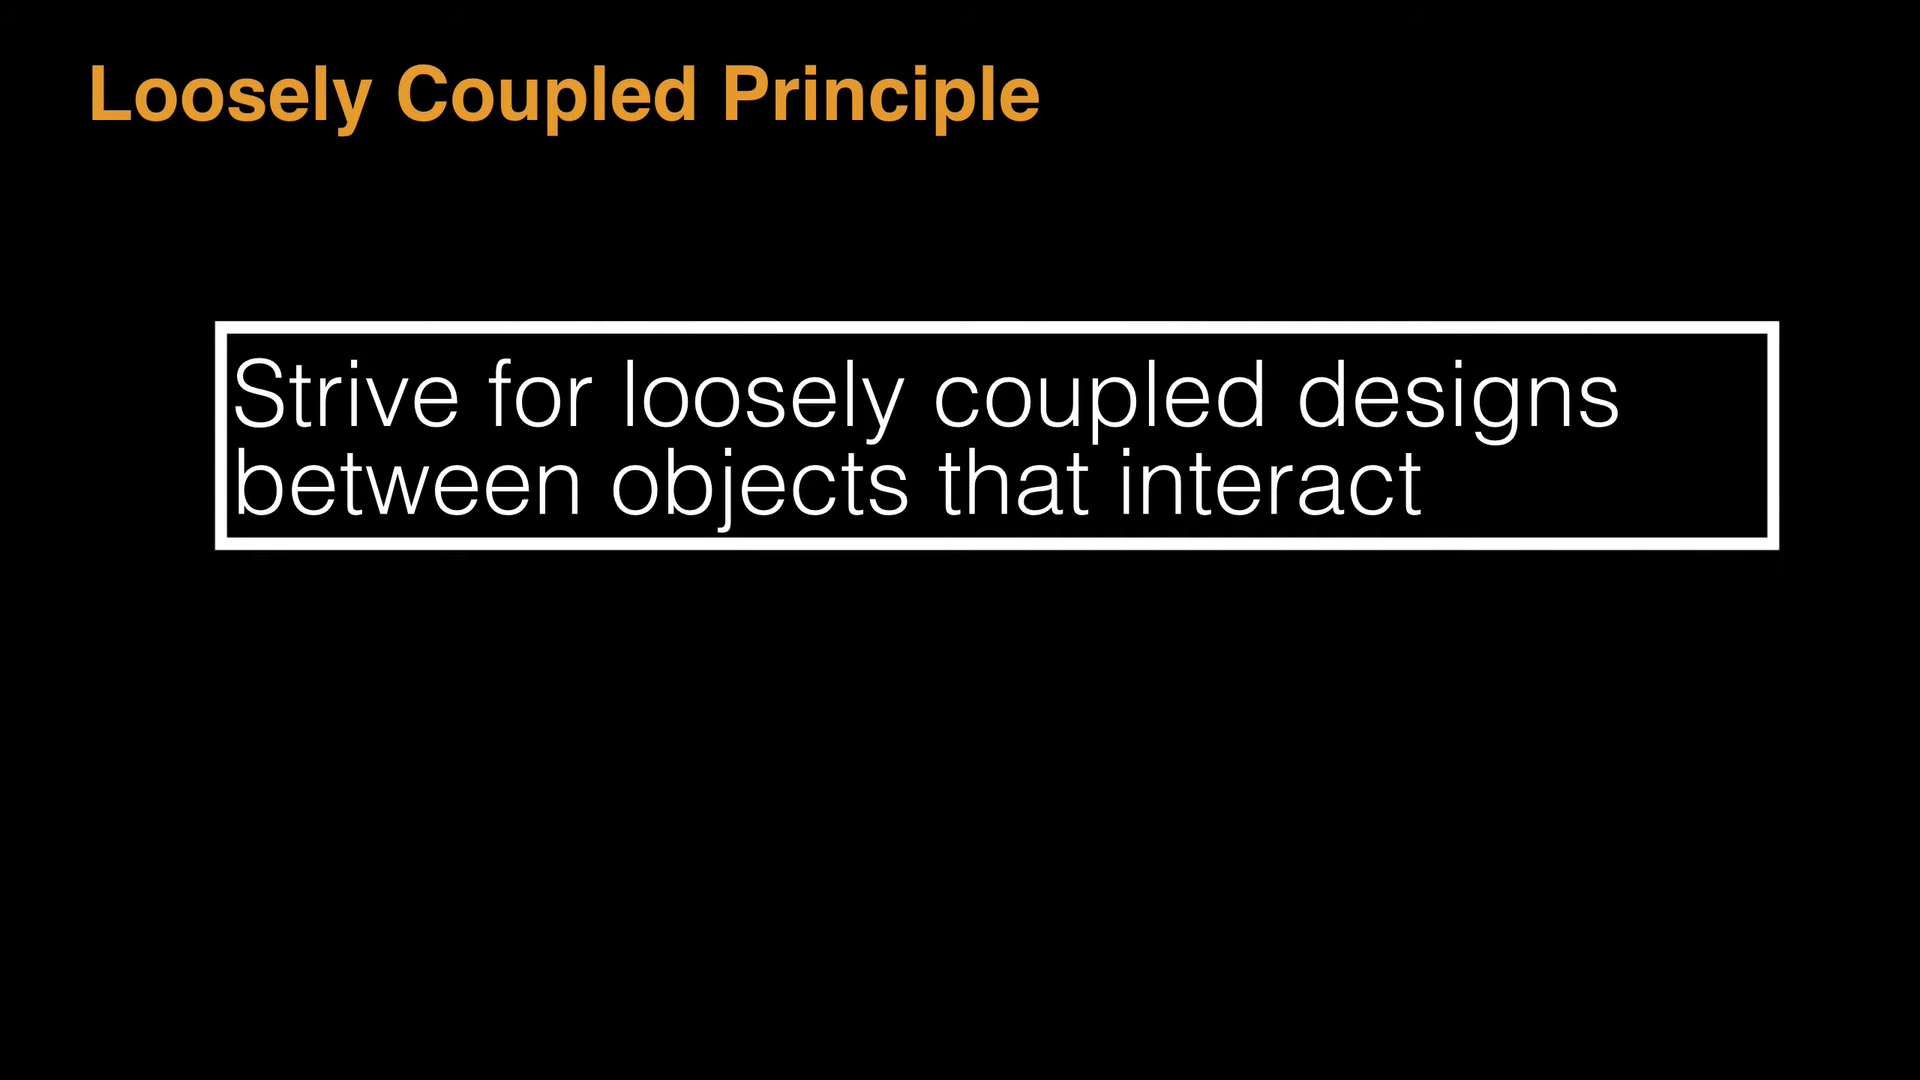 Loosely Coupled Principle
Strive for loosely coupled designs
between objects that interact